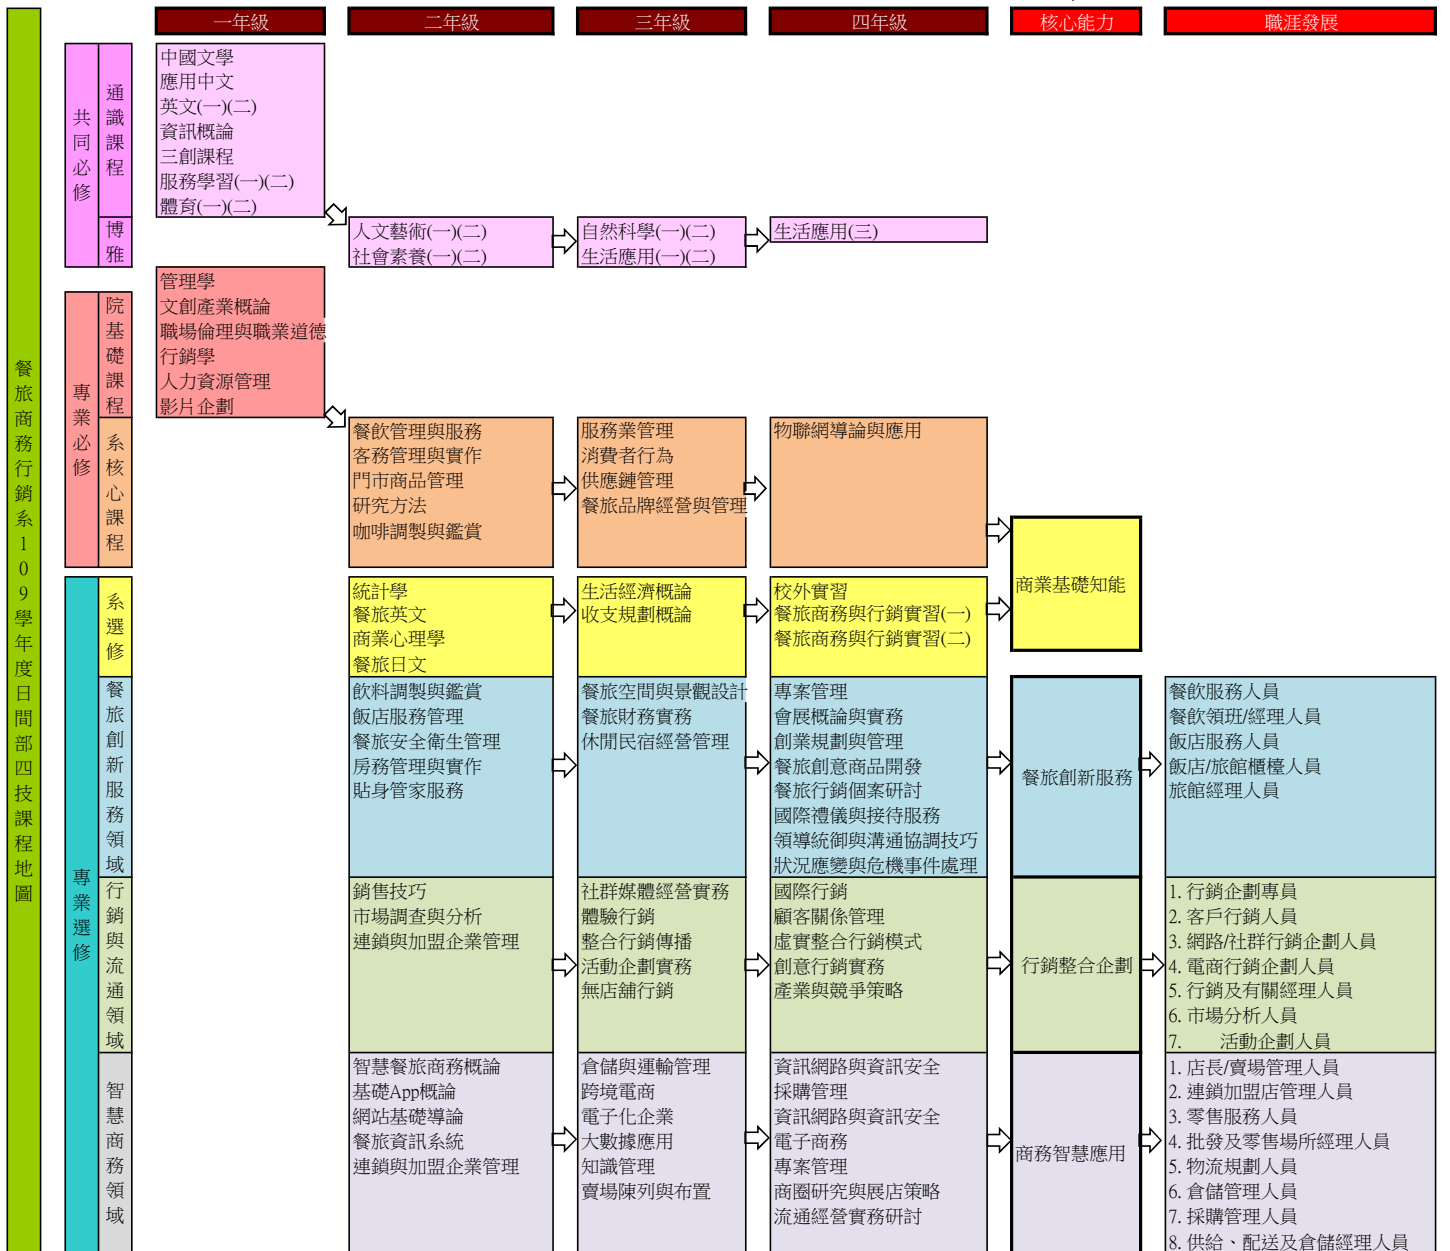 一年級
二年級
三年級
四年級
核心能力
職涯發展
餐旅商務行銷系109學年度日間部四技課程地圖
共同必修
通識課程
中國文學
應用中文
英文(一)(二)
資訊概論
三創課程
服務學習(一)(二)
體育(一)(二)
博雅
人文藝術(一)(二)
社會素養(一)(二)
自然科學(一)(二)
生活應用(一)(二)
生活應用(三)
專業必修
院基礎課程
管理學
文創產業概論
職場倫理與職業道德
行銷學
人力資源管理
影片企劃
系核心課程
餐飲管理與服務
客務管理與實作
門市商品管理
研究方法
咖啡調製與鑑賞
服務業管理
消費者行為
供應鏈管理
餐旅品牌經營與管理
物聯網導論與應用
商業基礎知能
專業選修
系選修
統計學
餐旅英文
商業心理學
餐旅日文
生活經濟概論
收支規劃概論
校外實習
餐旅商務與行銷實習(一)
餐旅商務與行銷實習(二)
餐旅創新服務領域
飲料調製與鑑賞
飯店服務管理
餐旅安全衛生管理
房務管理與實作
貼身管家服務
餐旅空間與景觀設計
餐旅財務實務
休閒民宿經營管理
專案管理
會展概論與實務
創業規劃與管理
餐旅創意商品開發
餐旅行銷個案研討
國際禮儀與接待服務
領導統御與溝通協調技巧
狀況應變與危機事件處理
餐旅創新服務
餐飲服務人員
餐飲領班/經理人員
飯店服務人員
飯店/旅館櫃檯人員
旅館經理人員
行銷與流通領域
銷售技巧
市場調查與分析
連鎖與加盟企業管理
社群媒體經營實務
體驗行銷
整合行銷傳播
活動企劃實務
無店舖行銷
國際行銷
顧客關係管理
虛實整合行銷模式
創意行銷實務
產業與競爭策略
行銷整合企劃
1. 行銷企劃專員
2. 客戶行銷人員
3. 網路/社群行銷企劃人員
4. 電商行銷企劃人員
5. 行銷及有關經理人員
6. 市場分析人員
7. 活動企劃人員
智慧商務領域
智慧餐旅商務概論
基礎App概論
網站基礎導論
餐旅資訊系統
連鎖與加盟企業管理
倉儲與運輸管理
跨境電商
電子化企業
大數據應用
知識管理
賣場陳列與布置
資訊網路與資訊安全
採購管理
資訊網路與資訊安全
電子商務
專案管理
商圈研究與展店策略
流通經營實務研討
商務智慧應用
1. 店長/賣場管理人員
2. 連鎖加盟店管理人員
3. 零售服務人員
4. 批發及零售場所經理人員
5. 物流規劃人員
6. 倉儲管理人員
7. 採購管理人員
8. 供給、配送及倉儲經理人員